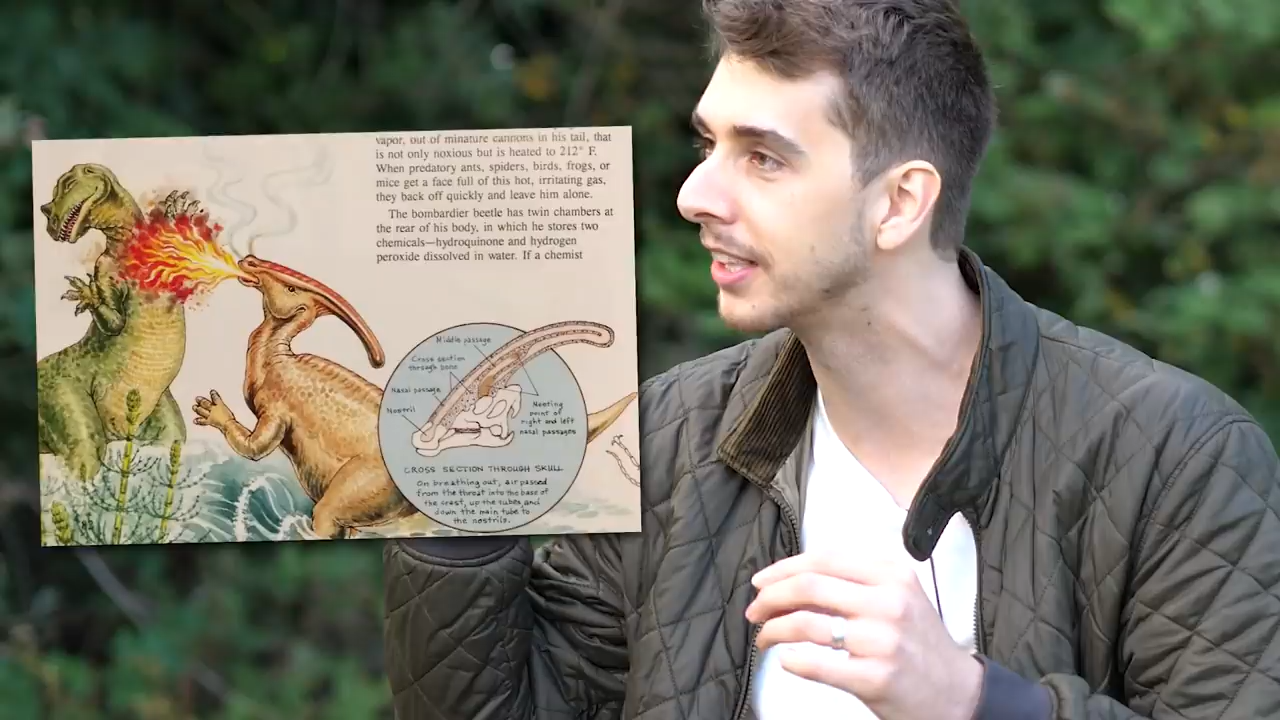 vapor, out of minature cannons in his tail, that
is not only noxious but is heated to 212° F.
When predatory ants, spiders, birds, frogs, or
mice get a face full of this hot, irritating gas,
they back off quickly and leave him alone.
The bombardier beetle has twin chambers at
the rear of his body, in which he stores two
chemicals—hydroquinone and hydrogen
peroxide dissolved in water. If a chemist
Middle passage
Cross section
through bone
Nasal passage
Nostril
Meeting
point of
right and left
nasal passages
CROSS SECTION THROUGH SKULL
On breathing out, air passed
from the throat into the base of
the crest, up the tubes, and
down the main tube to
the nostrils.